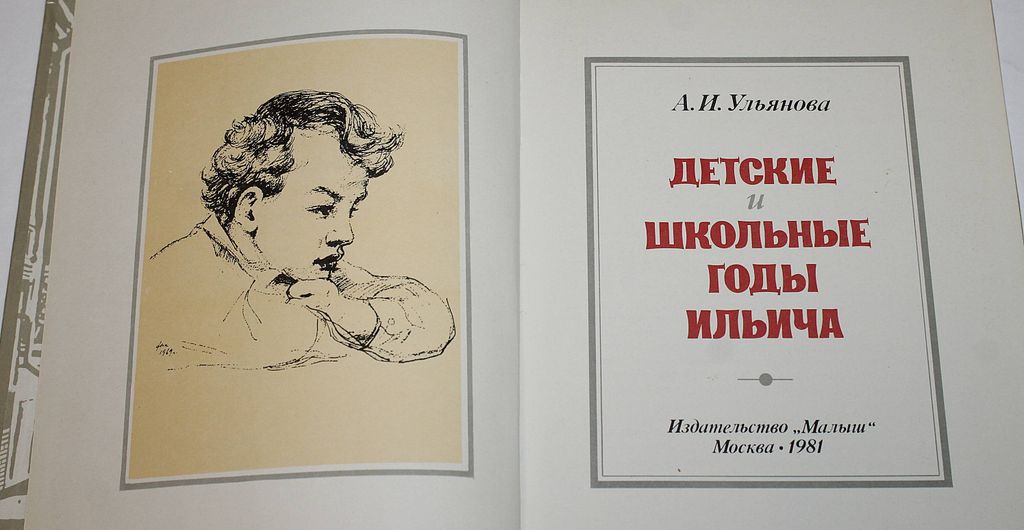 А. И. Ульянова
ДЕТСКИЕ
и
ШКОЛЬНЫЕ
ГОДЫ
ИЛЬИЧА
Издательство „Малыш“
Москва • 1981